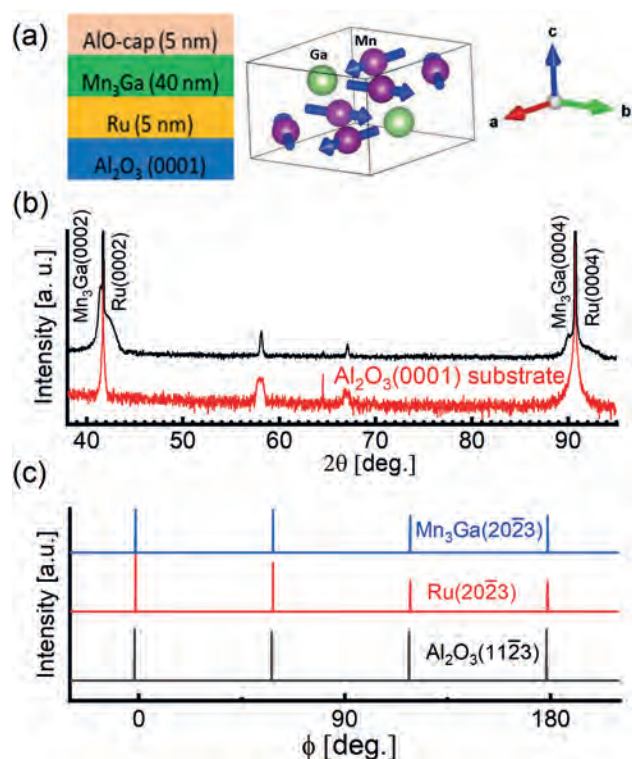 (a)
AlO-cap (5 nm)
Mn₃Ga (40 nm)
Ru (5 nm)
Al₂O₃ (0001)
Ga
Mn
c
a
b
(b)
Intensity [a. u.]
Mn₃Ga(0002)
Ru(0002)
Mn₃Ga(0004)
Ru(0004)
Al₂O₃(0001) substrate
40 50 60 70 80 90
2θ [deg.]
(c)
Intensity [a.u.]
Mn₃Ga(202̄3)
Ru(202̄3)
Al₂O₃(112̄3)
0 90 180
ϕ [deg.]